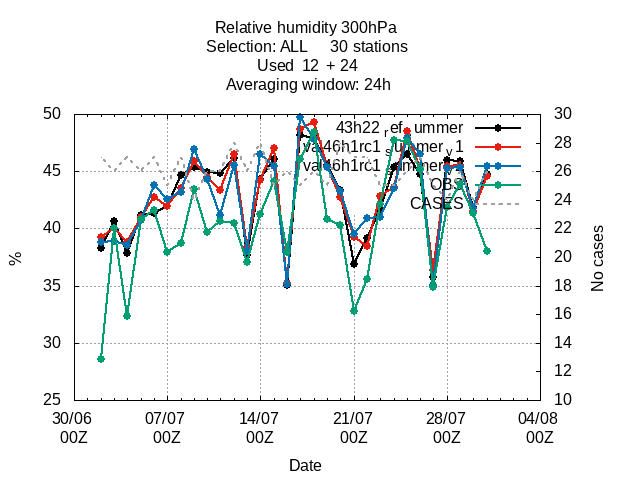 Relative humidity 300hPa
Selection: ALL 30 stations
Used 12 + 24
Averaging window: 24h
50
45
40
35
30
25
%
30
28
26
24
22
20
18
16
14
12
10
No cases
43h22_ref_summer
OBS
CASES
30/06 07/07 14/07 21/07 28/07 04/08
00Z 00Z 00Z 00Z 00Z 00Z
Date